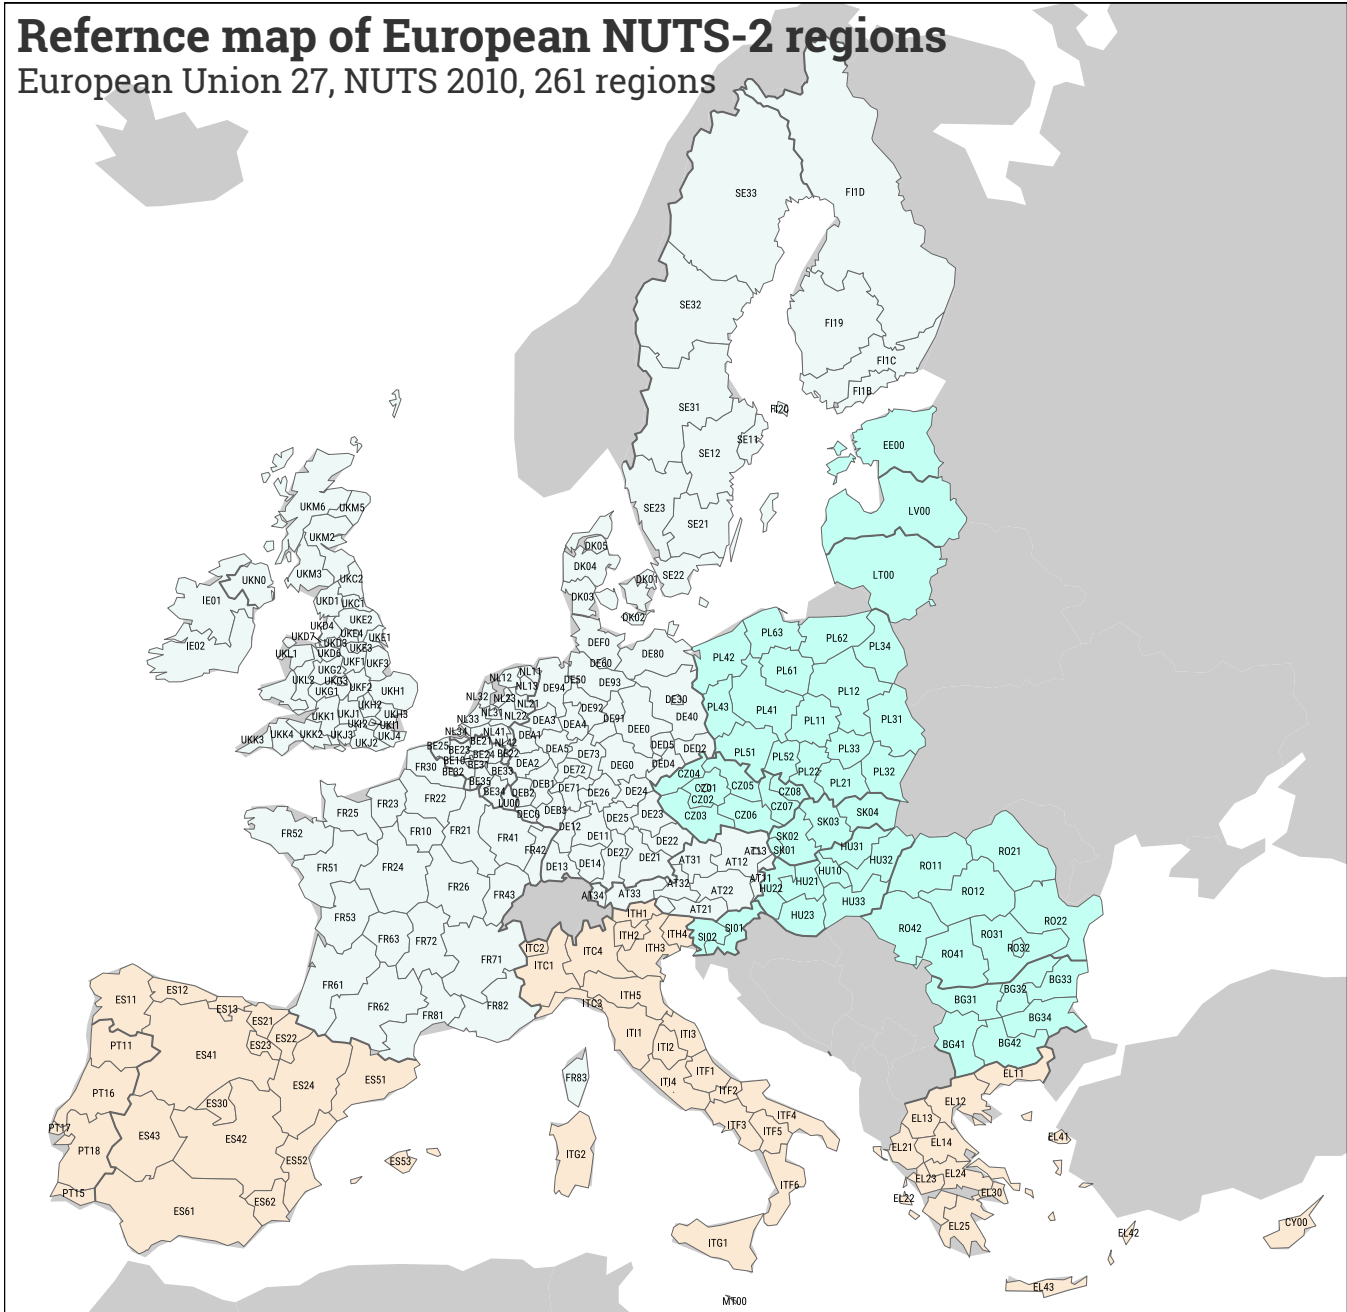 Refernce map of European NUTS-2 regions
European Union 27, NUTS 2010, 261 regions
SE33
FI1D
SE32
FI19
FI1C
FI1B
SE31
FI20
SE11
SE12
EE00
SE23
SE21
LV00
UKM6
UKM5
UKM2
DK05
DK04
DK01
SE22
LT00
UKM3
UKC2
UKN0
DK03
DK02
IE01
UKD1
UKC1
UKE2
UKD4
UKE4
UKE1
UKD7
UKD3
UKE3
IE02
UKL1
UKD6
UKF1
UKF3
UKG2
UKL2
UKG3
UKG1
UKF2
UKH1
UKH2
UKH3
UKK1
UKJ1
UKI2
UKI1
UKK3
UKK4
UKK2
UKJ3
UKJ2
UKJ4
DEF0
DE80
DE60
PL63
PL62
PL34
PL42
PL61
NL11
NL12
NL13
DE50
DE94
DE93
DE30
PL12
NL32
NL23
NL21
DE92
DE91
DE40
PL43
PL41
PL11
PL31
NL31
NL22
NL33
DEA3
DEA4
DEE0
NL34
NL41
NL42
DEA1
BE25
BE21
BE23
BE24
BE22
DEA5
DE73
DED5
DED2
PL51
PL52
PL33
BE10
BE31
BE32
BE33
DEA2
DE72
DEG0
DED4
PL22
PL21
PL32
FR30
BE35
BE34
DEB1
DE71
DE26
DE24
CZ04
CZ01
CZ02
CZ05
CZ08
LU00
DEB2
DEB3
DEC0
DE25
DE23
CZ03
CZ06
CZ07
SK03
SK04
FR22
FR23
FR25
FR52
FR10
FR21
FR41
FR42
DE12
DE11
DE22
DE27
DE21
DE13
DE14
SK02
SK01
HU31
HU32
RO21
RO11
FR51
FR24
FR26
FR43
AT31
AT13
AT12
AT11
AT32
AT22
AT33
AT34
AT21
HU10
HU21
HU22
HU33
HU23
RO12
RO22
RO42
RO31
RO32
RO41
FR53
FR63
FR72
FR71
FR61
FR62
FR81
FR82
FR83
ITH1
ITH2
ITH4
ITH3
SI02
SI01
ITC2
ITC4
ITC1
ITC3
ITH5
ITI1
ITI3
ITI2
ITI4
ITF1
ITF2
ITF3
ITF4
ITF5
ITF6
ITG2
ITG1
MT00
BG33
BG32
BG31
BG34
BG41
BG42
ES11
ES12
ES13
ES21
ES22
ES23
ES41
ES24
ES51
ES30
ES43
ES42
ES52
ES53
ES62
ES61
PT11
PT16
PT17
PT18
PT15
EL11
EL12
EL13
EL14
EL21
EL41
EL23
EL24
EL22
EL30
EL25
EL42
EL43
CY00